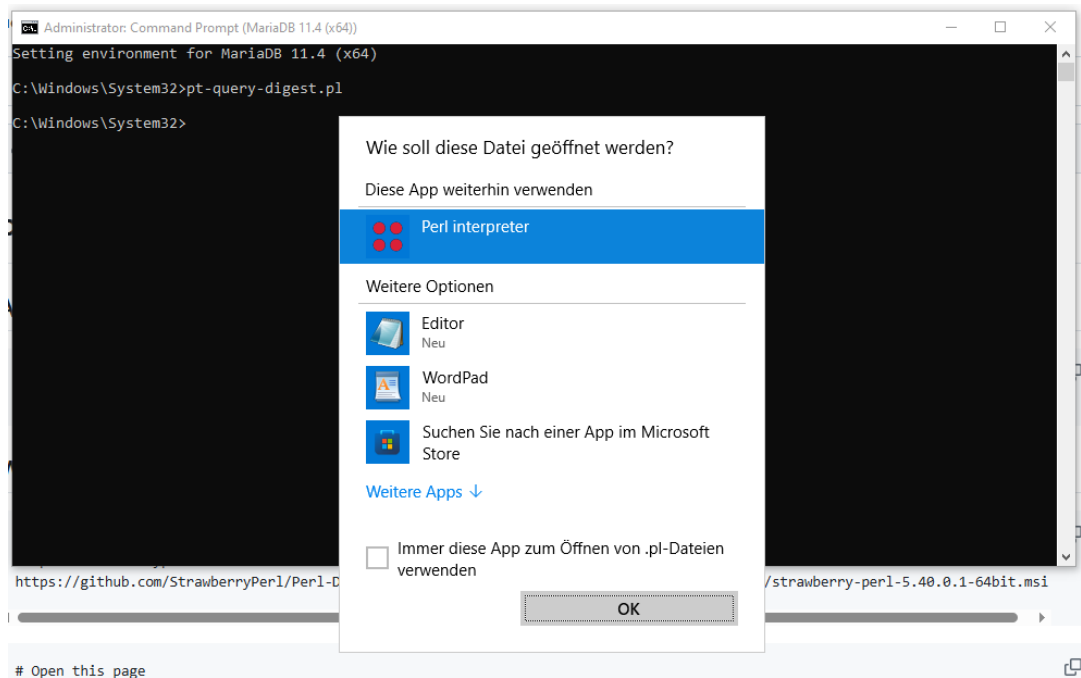 Administrator: Command Prompt (MariaDB 11.4 (x64))
Setting environment for MariaDB 11.4 (x64)
C:\Windows\System32>pt-query-digest.pl
C:\Windows\System32>
Wie soll diese Datei geöffnet werden?
Diese App weiterhin verwenden
Perl interpreter
Weitere Optionen
Editor
Neu
WordPad
Neu
Suchen Sie nach einer App im Microsoft
Store
Weitere Apps ↓
Immer diese App zum Öffnen von .pl-Dateien
verwenden
OK
https://github.com/StrawberryPerl/Perl-D
/strawberry-perl-5.40.0.1-64bit.msi
# Open this page